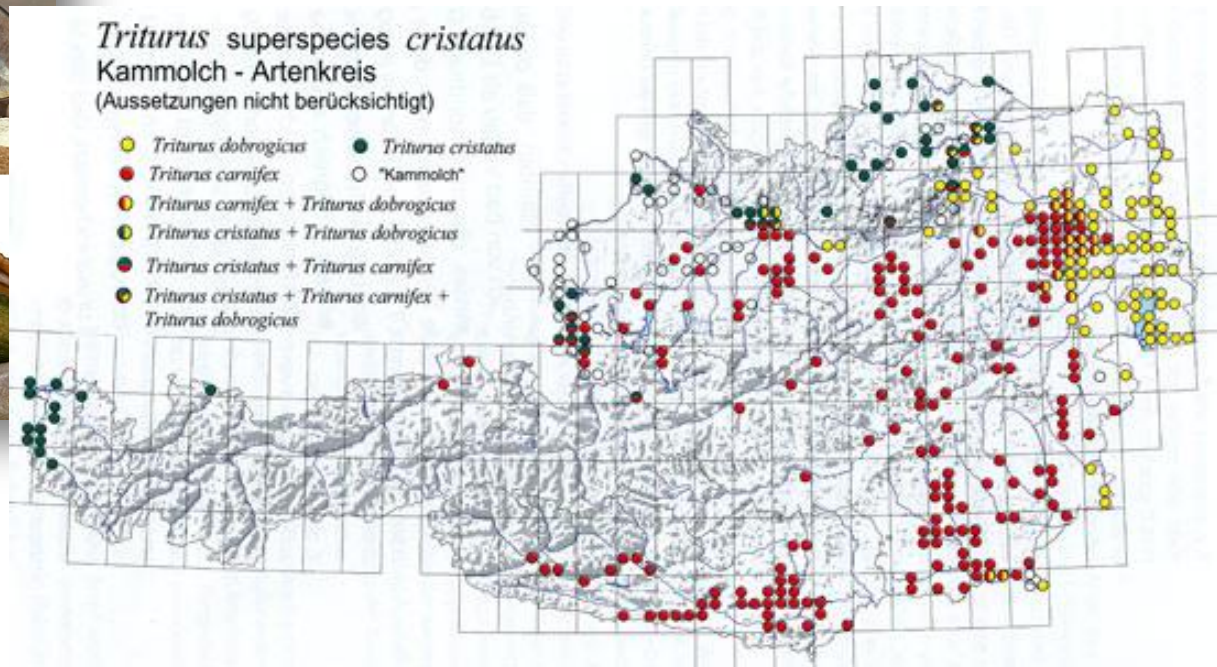 Triturus superspecies cristatus
Kammolch - Artenkreis
(Aussetzungen nicht berücksichtigt)
Triturus dobrogicus
Triturus cristatus
Triturus carnifex
"Kammolch"
Triturus carnifex + Triturus dobrogicus
Triturus cristatus + Triturus dobrogicus
Triturus cristatus + Triturus carnifex
Triturus cristatus + Triturus carnifex +
Triturus dobrogicus